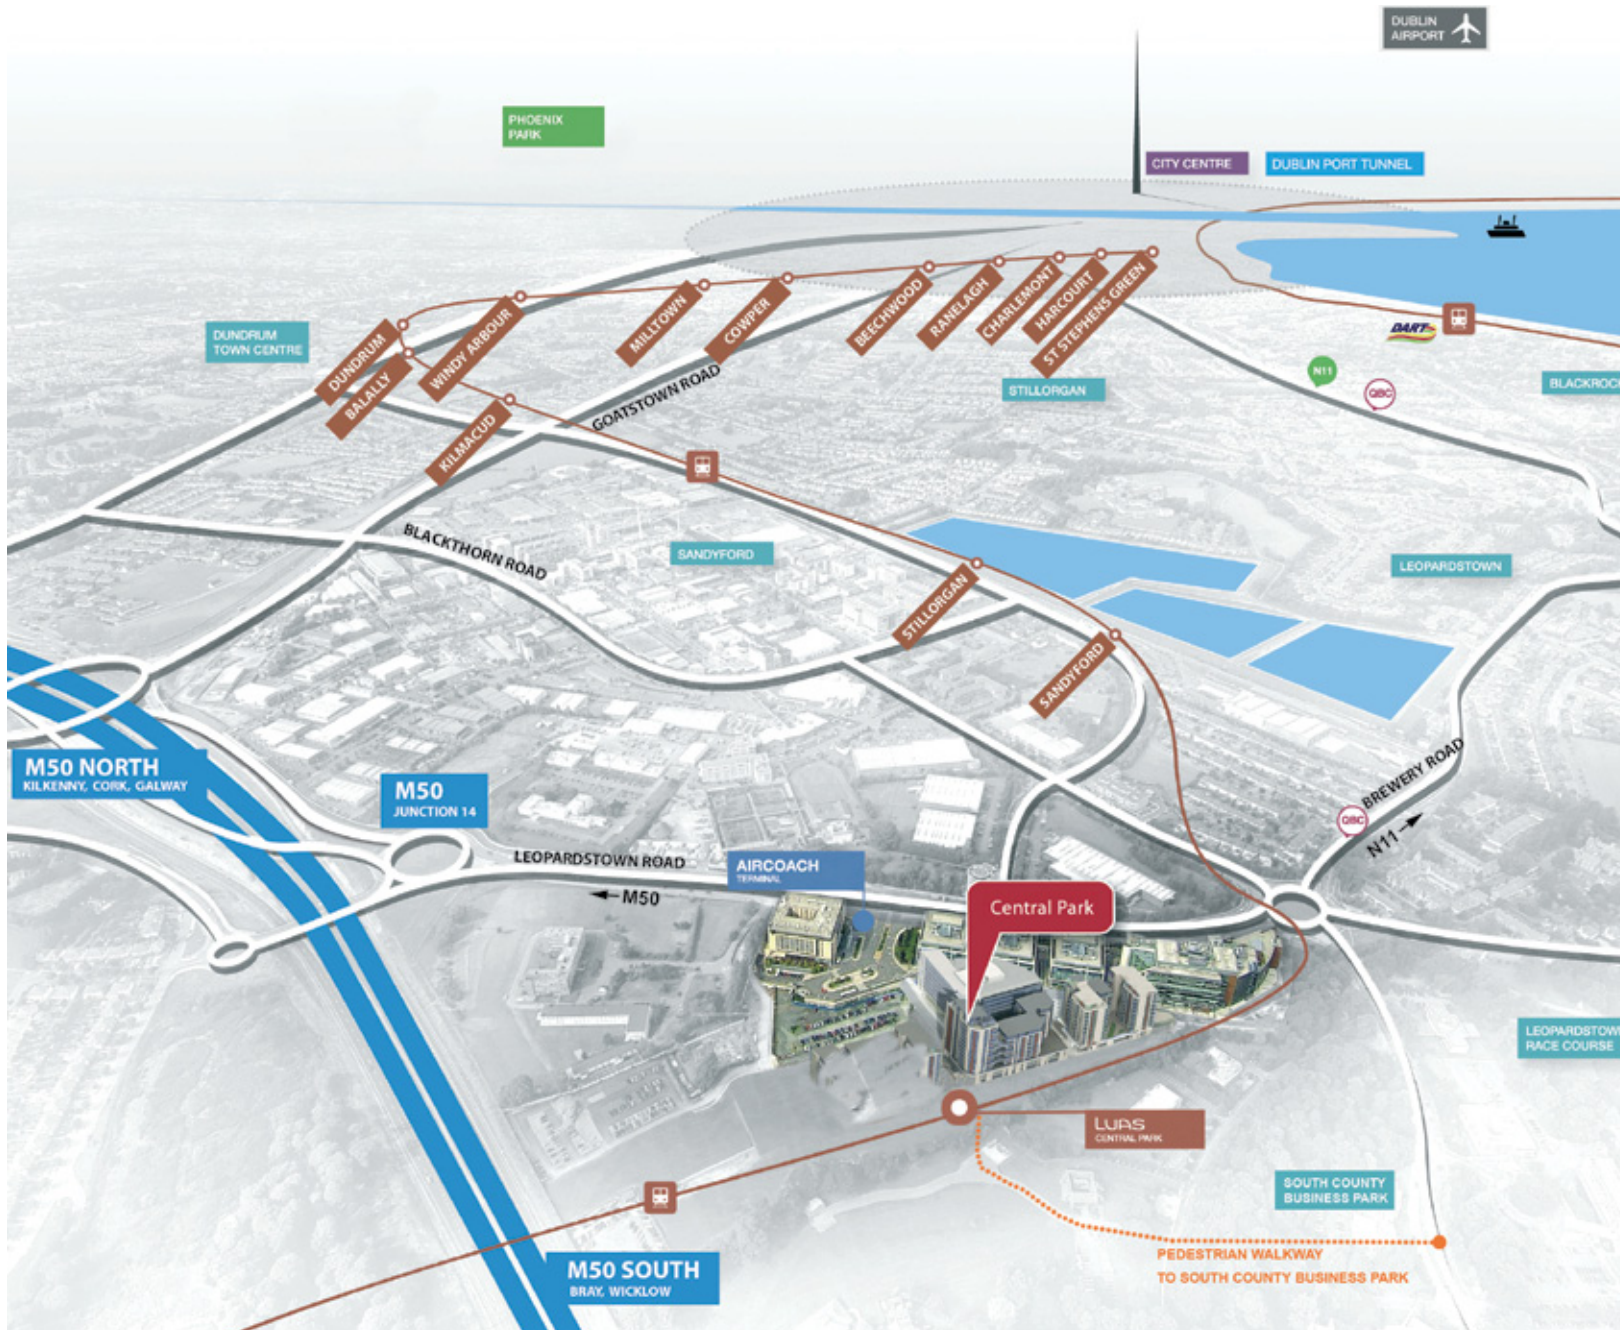 DUBLIN
AIRPORT
PHOENIX
PARK
CITY CENTRE
DUBLIN PORT TUNNEL
DUNDRUM
TOWN CENTRE
DUNDRUM
BALALLY
WINDY ARBOUR
KILMACUD
MILLTOWN
COWPER
BEECHWOOD
RANELAGH
CHARLEMONT
HARCOURT
ST STEPHENS GREEN
DART
N11
QBC
STILLORGAN
BLACKROCK
GOATSTOWN ROAD
BLACKTHORN ROAD
SANDYFORD
LEOPARDSTOWN
STILLORGAN
SANDYFORD
M50 NORTH
KILKENNY, CORK, GALWAY
M50
JUNCTION 14
BREWERY ROAD
QBC
N11
LEOPARDSTOWN ROAD
M50
AIRCOACH
TERMINAL
Central Park
LEOPARDSTOW
RACE COURSE
LUAS
CENTRAL PARK
SOUTH COUNTY
BUSINESS PARK
PEDESTRIAN WALKWAY
TO SOUTH COUNTY BUSINESS PARK
M50 SOUTH
BRAY, WICKLOW